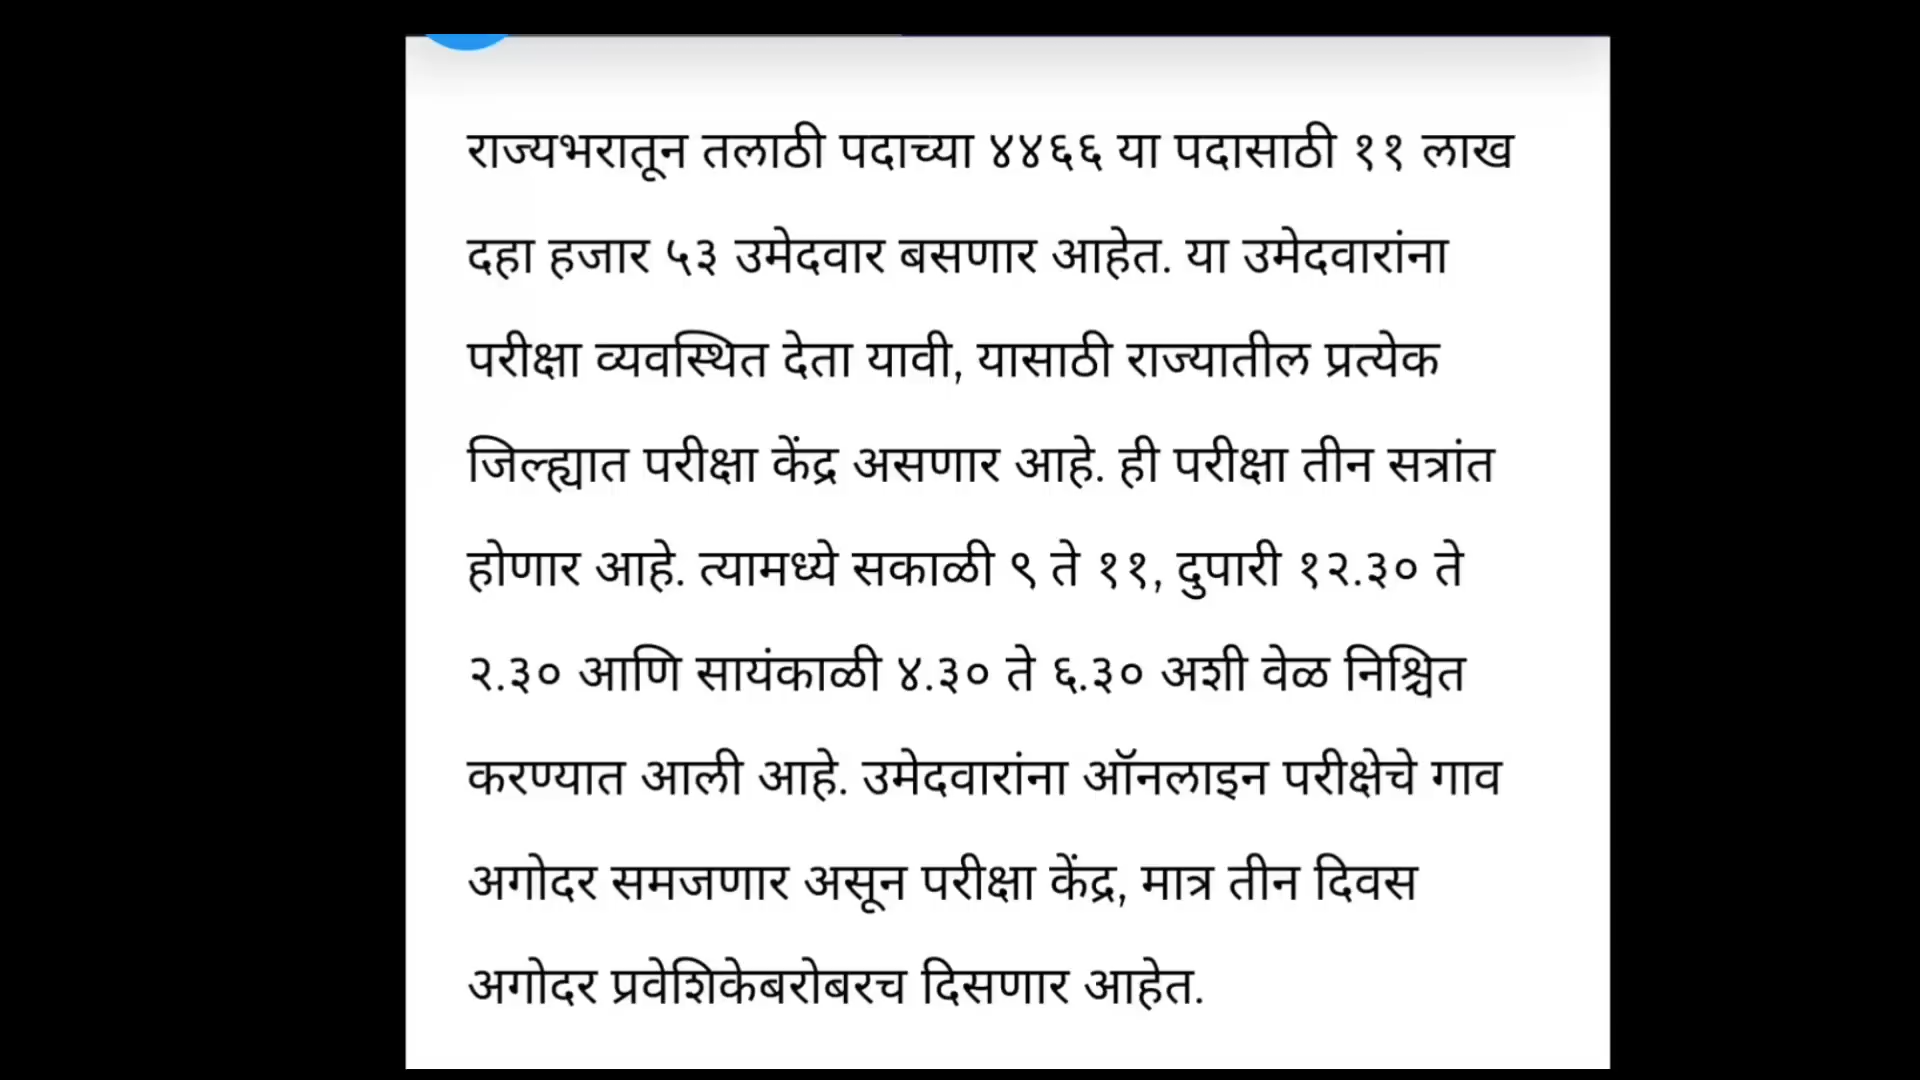 राज्यभरातून तलाठी पदाच्या ४४६६ या पदासाठी ११ लाख
दहा हजार ५३ उमेदवार बसणार आहेत. या उमेदवारांना
परीक्षा व्यवस्थित देता यावी, यासाठी राज्यातील प्रत्येक
जिल्ह्यात परीक्षा केंद्र असणार आहे. ही परीक्षा तीन सत्रांत
होणार आहे. त्यामध्ये सकाळी ९ ते ११, दुपारी १२.३० ते
२.३० आणि सायंकाळी ४.३० ते ६.३० अशी वेळ निश्चित
करण्यात आली आहे. उमेदवारांना ऑनलाइन परीक्षेचे गाव
अगोदर समजणार असून परीक्षा केंद्र, मात्र तीन दिवस
अगोदर प्रवेशिकेबरोबरच दिसणार आहेत.